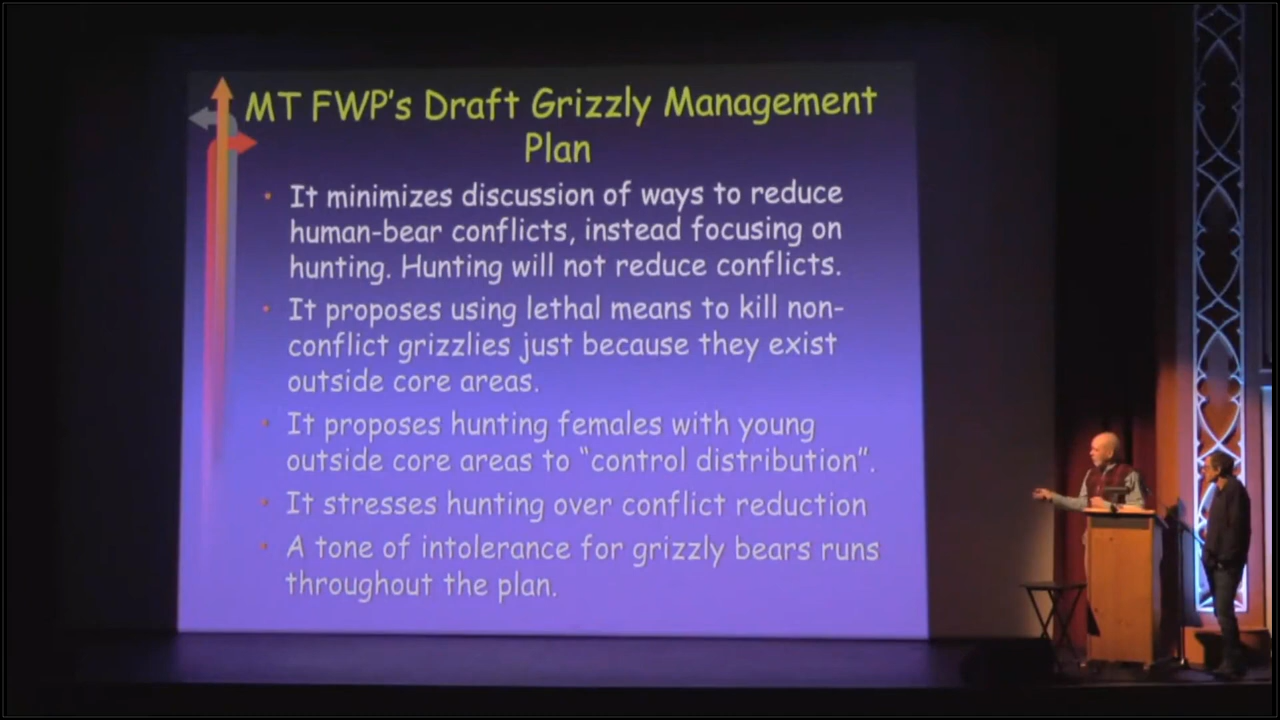 MT FWP's Draft Grizzly Management
Plan
• It minimizes discussion of ways to reduce
human-bear conflicts, instead focusing on
hunting. Hunting will not reduce conflicts.
• It proposes using lethal means to kill non-
conflict grizzlies just because they exist
outside core areas.
• It proposes hunting females with young
outside core areas to “control distribution”.
• It stresses hunting over conflict reduction
• A tone of intolerance for grizzly bears runs
throughout the plan.